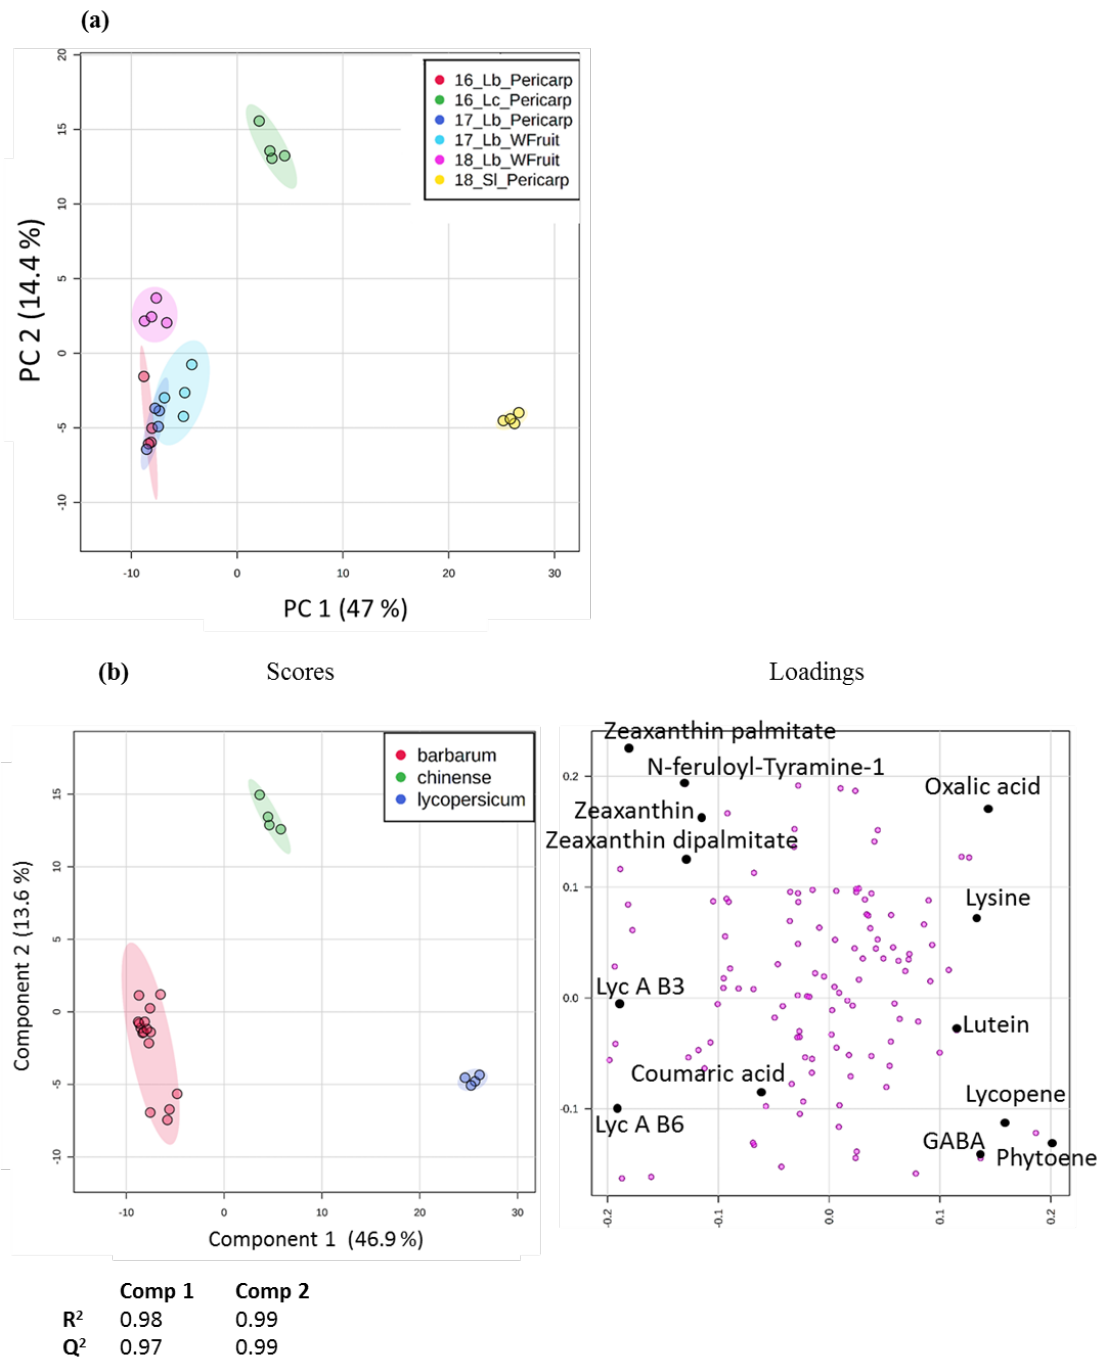 (a)
20
15
10
5
0
-5
-10
PC 2 (14.4 %)
16_Lb_Pericarp
16_Lc_Pericarp
17_Lb_Pericarp
17_Lb_WFruit
18_Lb_WFruit
18_Sl_Pericarp
-10 0 10 20 30
PC 1 (47 %)
(b) Scores Loadings
Component 2 (13.6 %)
15
10
5
0
-5
-10
barbarum
chinense
lycopersicum
-10 0 10 20 30
Component 1 (46.9 %)
0.2
0.1
0.0
-0.1
Zeaxanthin palmitate
N-feruloyl-Tyramine-1
Oxalic acid
Zeaxanthin
Zeaxanthin dipalmitate
Lysine
Lyc A B3
Lutein
Coumaric acid
Lycopene
Lyc A B6
GABA
Phytoene
-0.2 -0.1 0.0 0.1 0.2
Comp 1 Comp 2
R² 0.98 0.99
Q² 0.97 0.99